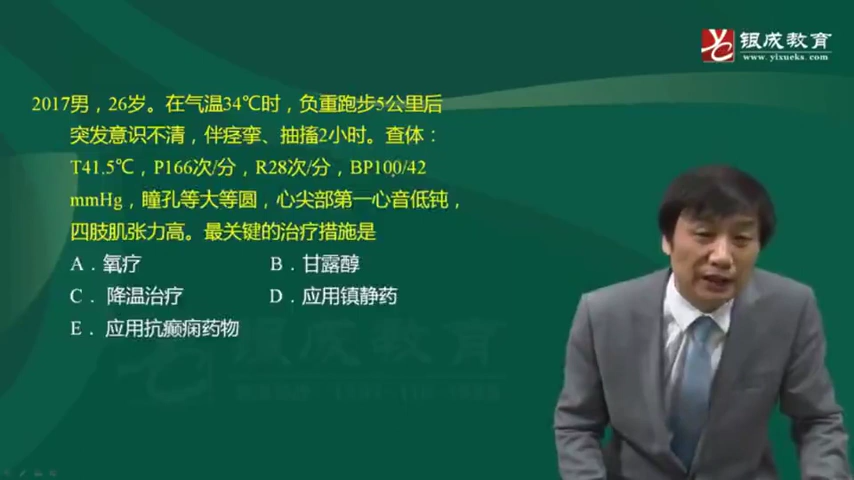 银成教育
www.yixueks.com
2017男，26岁。在气温34℃时，负重跑步5公里后
突发意识不清，伴痉挛、抽搐2小时。查体：
T41.5℃，P166次/分，R28次/分，BP100/42
mmHg，瞳孔等大等圆，心尖部第一心音低钝，
四肢肌张力高。最关键的治疗措施是
A．氧疗 B．甘露醇
C．降温治疗 D．应用镇静药
E．应用抗癫痫药物
银成教育